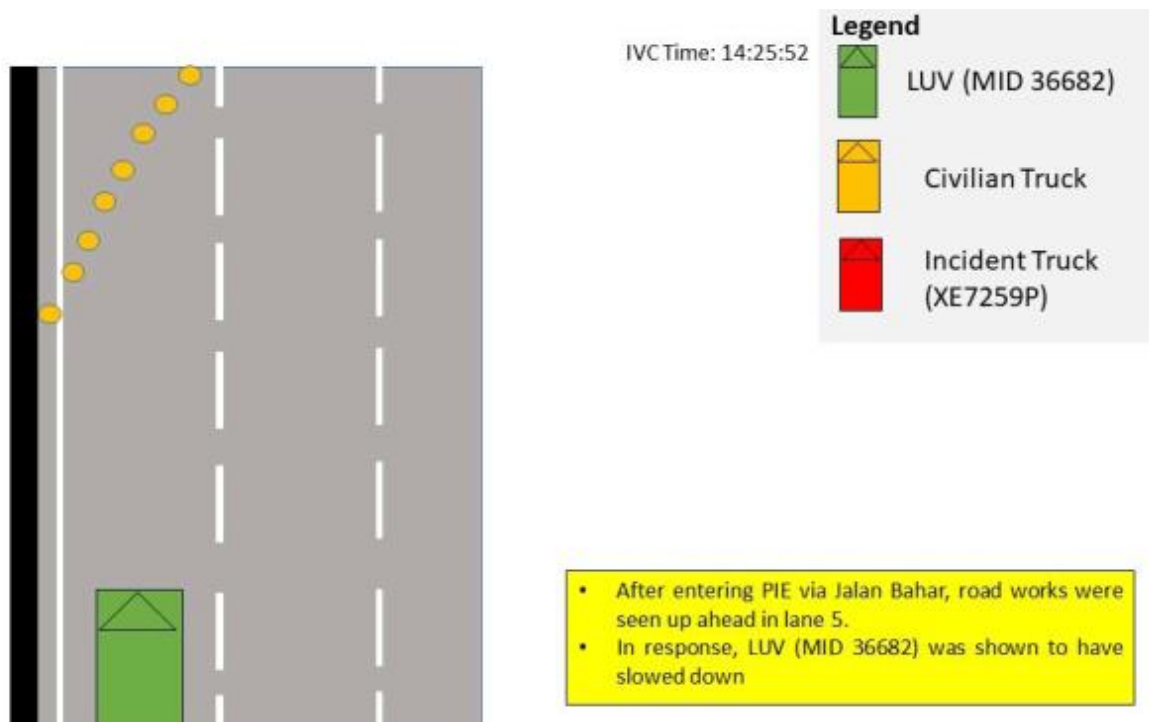 IVC Time: 14:25:52
Legend
LUV (MID 36682)
Civilian Truck
Incident Truck
(XE7259P)
• After entering PIE via Jalan Bahar, road works were
seen up ahead in lane 5.
• In response, LUV (MID 36682) was shown to have
slowed down